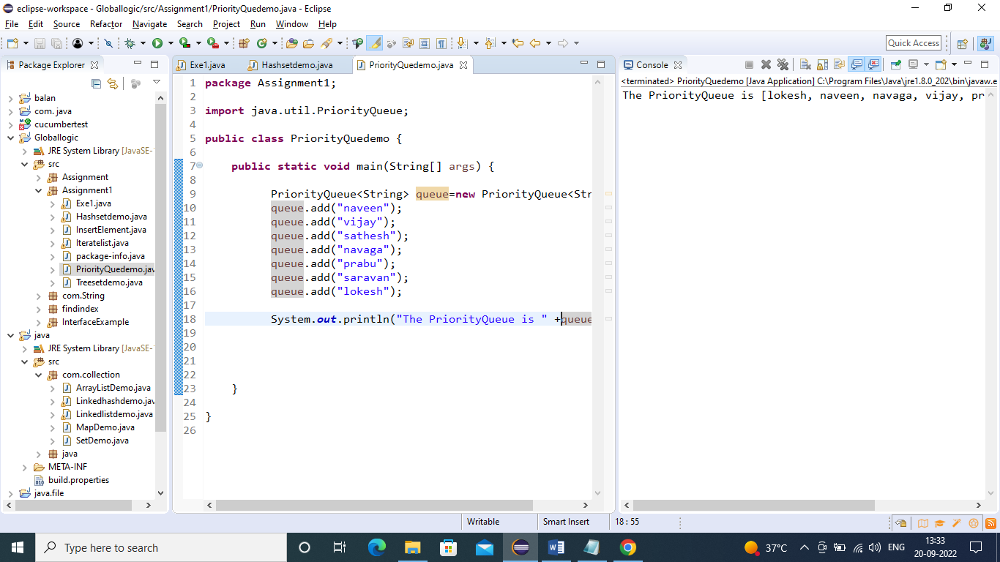 eclipse-workspace - Globallogic/src/Assignment1/PriorityQuedemo.java - Eclipse
File Edit Source Refactor Navigate Search Project Run Window Help
Quick Access
Package Explorer
balan
com. java
cucumbertest
Globallogic
JRE System Library [JavaSE-
src
Assignment
Assignment1
Exe1.java
Hashsetdemo.java
InsertElement.java
Iteratelist.java
package-info.java
PriorityQuedemo.jav
Treesetdemo.java
com.String
findindex
InterfaceExample
java
JRE System Library [JavaSE-
src
com.collection
ArrayListDemo.java
Linkedhashdemo.jav
Linkedlistdemo.java
MapDemo.java
SetDemo.java
java
META-INF
build.properties
java.file
Exe1.java Hashsetdemo.java PriorityQuedemo.java
1 package Assignment1;
2
3 import java.util.PriorityQueue;
4
5 public class PriorityQuedemo {
6
7 public static void main(String[] args) {
8
9 PriorityQueue<String> queue=new PriorityQueue<Str
10 queue.add("naveen");
11 queue.add("vijay");
12 queue.add("sathesh");
13 queue.add("navaga");
14 queue.add("prabu");
15 queue.add("saravan");
16 queue.add("lokesh");
17
18 System.out.println("The PriorityQueue is " +queue
19
20
21
22
23 }
24
25 }
26
Console
<terminated> PriorityQuedemo [Java Application] C:\Program Files\Java\jre1.8.0_202\bin\javaw.e
The PriorityQueue is [lokesh, naveen, navaga, vijay, pr
Writable Smart Insert 18 : 55
Type here to search
37°C ENG 13:33
20-09-2022